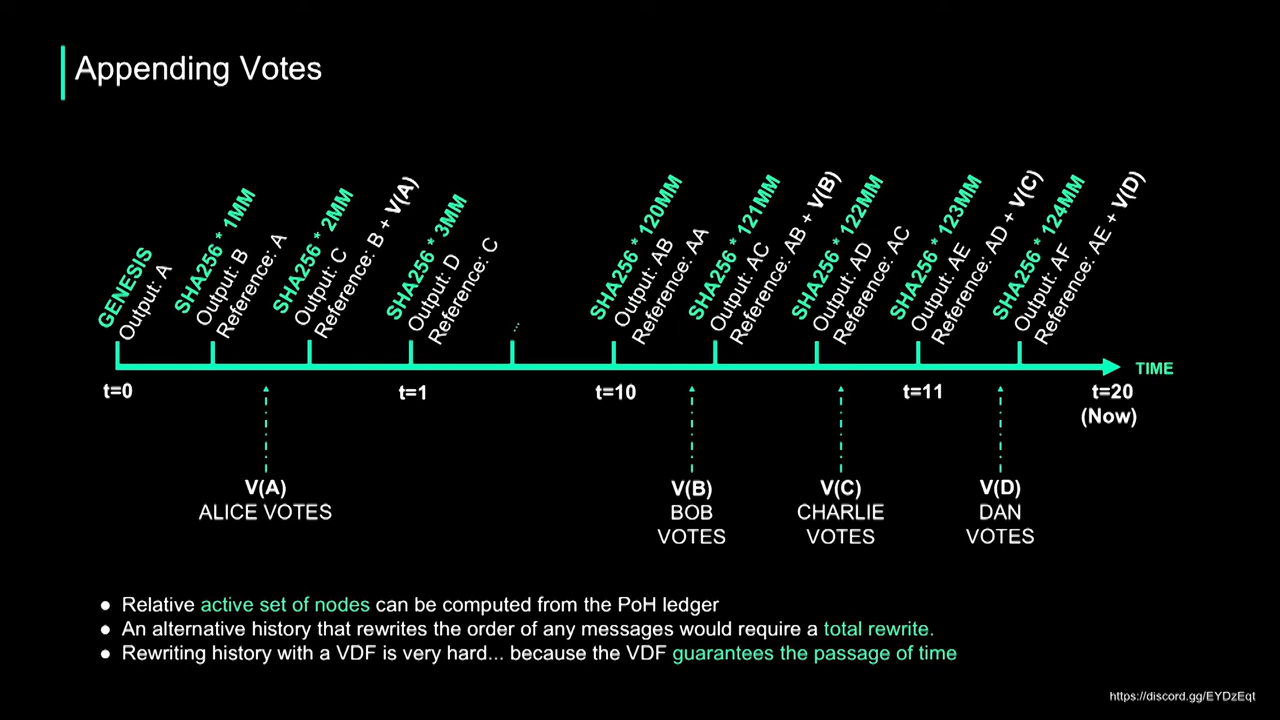 Appending Votes
GENESIS
Output: A
SHA256 * 1MM
Output: B
Reference: A
SHA256 * 2MM
Output: C
Reference: B + V(A)
SHA256 * 3MM
Output: D
Reference: C
...
SHA256 * 120MM
Output: AB
Reference: AA
SHA256 * 121MM
Output: AC
Reference: AB + V(B)
SHA256 * 122MM
Output: AD
Reference: AC
SHA256 * 123MM
Output: AE
Reference: AD + V(C)
SHA256 * 124MM
Output: AF
Reference: AE + V(D)
TIME
t=0
t=1
t=10
t=11
t=20
(Now)
V(A)
ALICE VOTES
V(B)
BOB
VOTES
V(C)
CHARLIE
VOTES
V(D)
DAN
VOTES
● Relative active set of nodes can be computed from the PoH ledger
● An alternative history that rewrites the order of any messages would require a total rewrite.
● Rewriting history with a VDF is very hard... because the VDF guarantees the passage of time
https://discord.gg/EYDzEqt